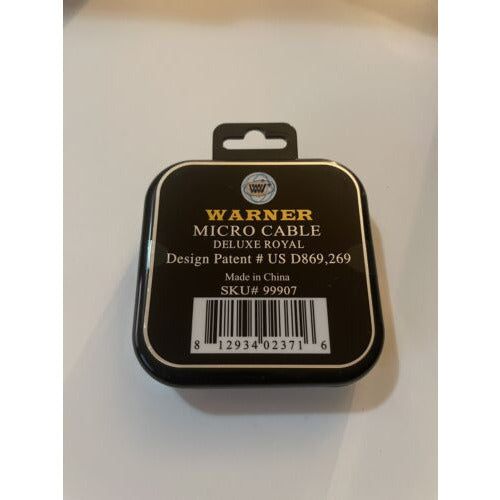 W
WARNER
MICRO CABLE
DELUXE ROYAL
Design Patent # US D869,269
Made in China
SKU# 99907
8 12934 02371 6